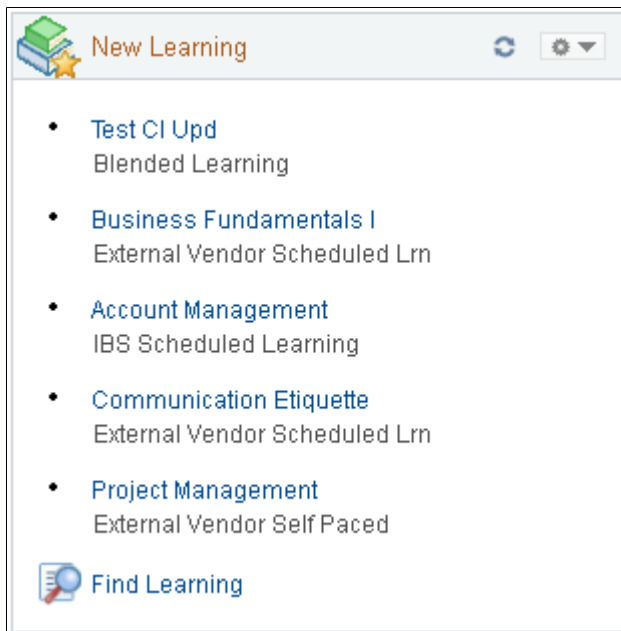 New Learning
Test CI Upd
Blended Learning
Business Fundamentals I
External Vendor Scheduled Lrn
Account Management
IBS Scheduled Learning
Communication Etiquette
External Vendor Scheduled Lrn
Project Management
External Vendor Self Paced
Find Learning